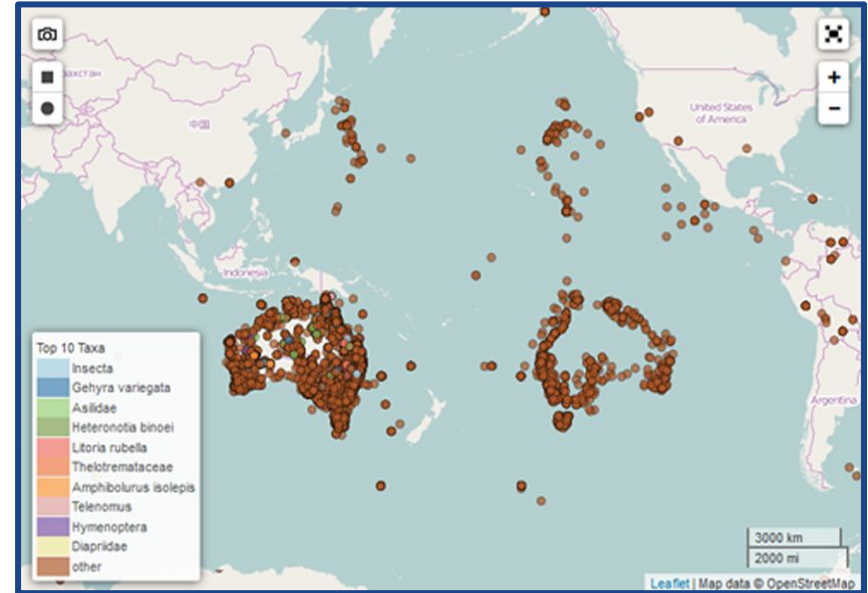 ахстан
中国
United States
of America
Indonesia
Argentina
+
−
Top 10 Taxa
Insecta
Gehyra variegata
Asilidae
Heteronotia binoei
Litoria rubella
Thelotremataceae
Amphibolurus isolepis
Telenomus
Hymenoptera
Diapriidae
other
3000 km
2000 mi
Leaflet | Map data © OpenStreetMap